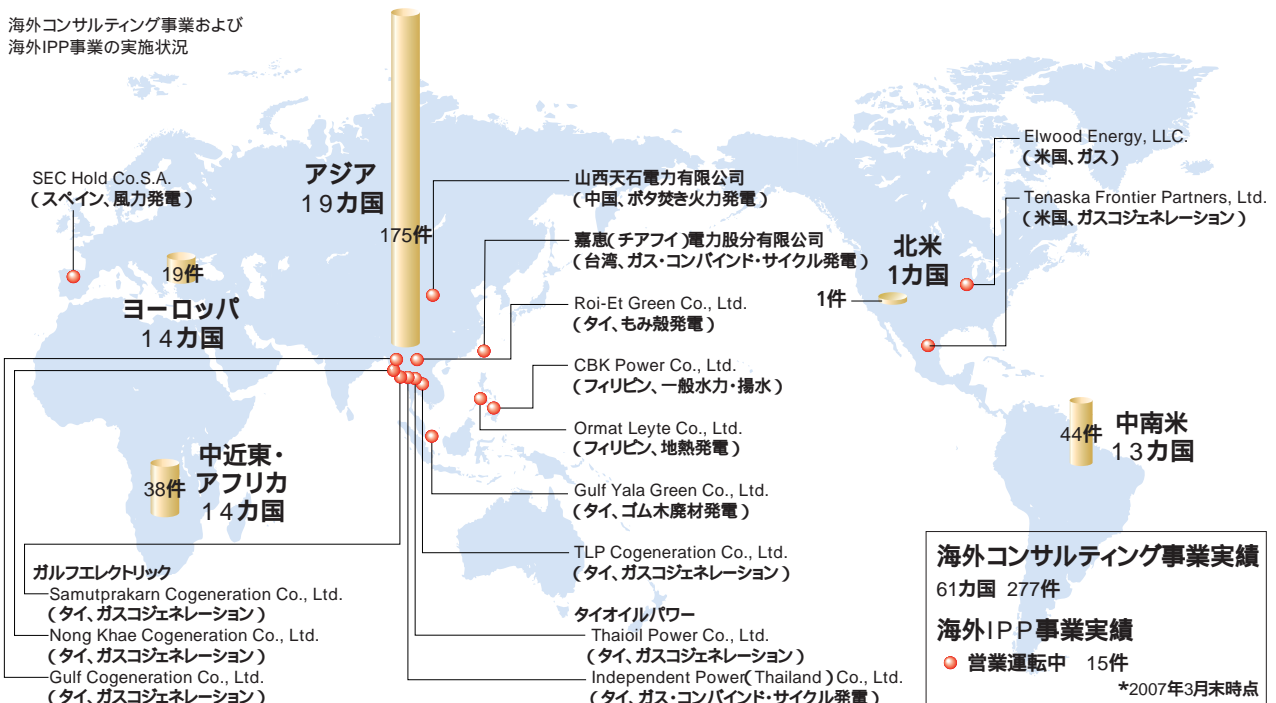 海外コンサルティング事業および
海外IPP事業の実施状況
SEC Hold Co.S.A.
(スペイン、風力発電)
19件
ヨーロッパ
14カ国
アジア
19カ国
175件
中近東・
アフリカ
14カ国
38件
山西天石電力有限公司
(中国、ボタ焚き火力発電)
嘉恵(チアフイ)電力股分有限公司
(台湾、ガス・コンバインド・サイクル発電)
Roi-Et Green Co., Ltd.
(タイ、もみ殻発電)
CBK Power Co., Ltd.
(フィリピン、一般水力・揚水)
Ormat Leyte Co., Ltd.
(フィリピン、地熱発電)
Gulf Yala Green Co., Ltd.
(タイ、ゴム木廃材発電)
TLP Cogeneration Co., Ltd.
(タイ、ガスコジェネレーション)
タイオイルパワー
Thaioil Power Co., Ltd.
(タイ、ガスコジェネレーション)
Independent Power(Thailand)Co., Ltd.
(タイ、ガス・コンバインド・サイクル発電)
ガルフエレクトリック
Samutprakarn Cogeneration Co., Ltd.
(タイ、ガスコジェネレーション)
Nong Khae Cogeneration Co., Ltd.
(タイ、ガスコジェネレーション)
Gulf Cogeneration Co., Ltd.
(タイ、ガスコジェネレーション)
Elwood Energy, LLC.
(米国、ガス)
Tenaska Frontier Partners, Ltd.
(米国、ガスコジェネレーション)
北米
1カ国
1件
44件
中南米
13カ国
海外コンサルティング事業実績
61カ国 277件
海外IPP事業実績
営業運転中 15件
*2007年3月末時点